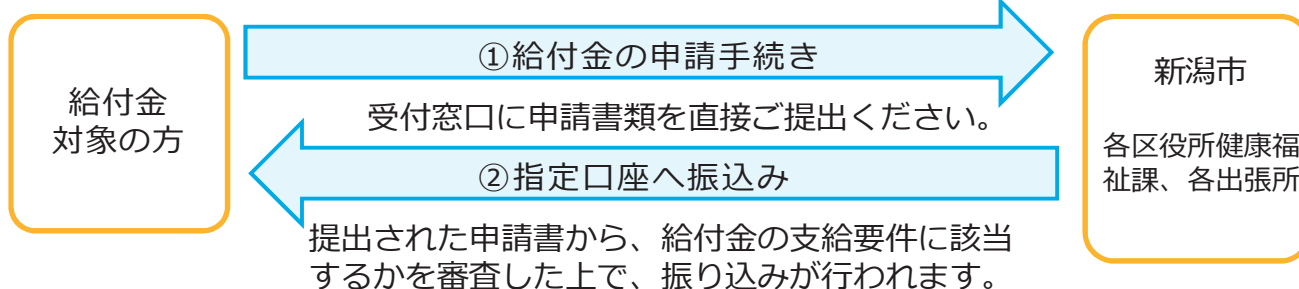 給付金
対象の方
①給付金の申請手続き
受付窓口に申請書類を直接ご提出ください。
②指定口座へ振込み
提出された申請書から、給付金の支給要件に該当
するかを審査した上で、振り込みが行われます。
新潟市
各区役所健康福
祉課、各出張所